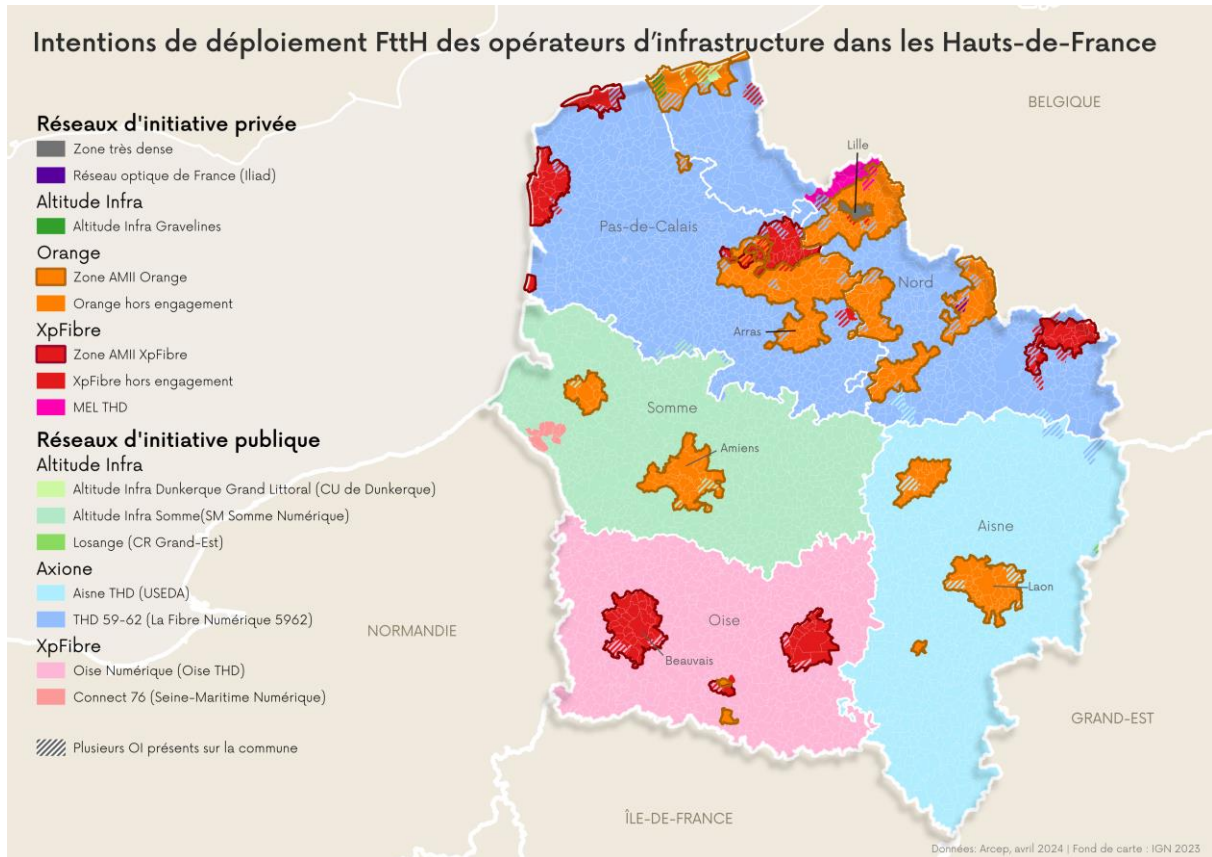 Intentions de déploiement FttH des opérateurs d'infrastructure dans les Hauts-de-France
Réseaux d'initiative privée
Zone très dense
Réseau optique de France (Iliad)
Altitude Infra
Altitude Infra Gravelines
Orange
Zone AMII Orange
Orange hors engagement
XpFibre
Zone AMII XpFibre
XpFibre hors engagement
MEL THD
Réseaux d'initiative publique
Altitude Infra
Altitude Infra Dunkerque Grand Littoral (CU de Dunkerque)
Altitude Infra Somme(SM Somme Numérique)
Losange (CR Grand-Est)
Axione
Aisne THD (USEDA)
THD 59-62 (La Fibre Numérique 5962)
XpFibre
Oise Numérique (Oise THD)
Connect 76 (Seine-Maritime Numérique)
Plusieurs OI présents sur la commune
BELGIQUE
Lille
Pas-de-Calais
Nord
Arras
Somme
Amiens
Aisne
Laon
Oise
Beauvais
NORMANDIE
GRAND-EST
ÎLE-DE-FRANCE
Données: Arcep, avril 2024 | Fond de carte : IGN 2023